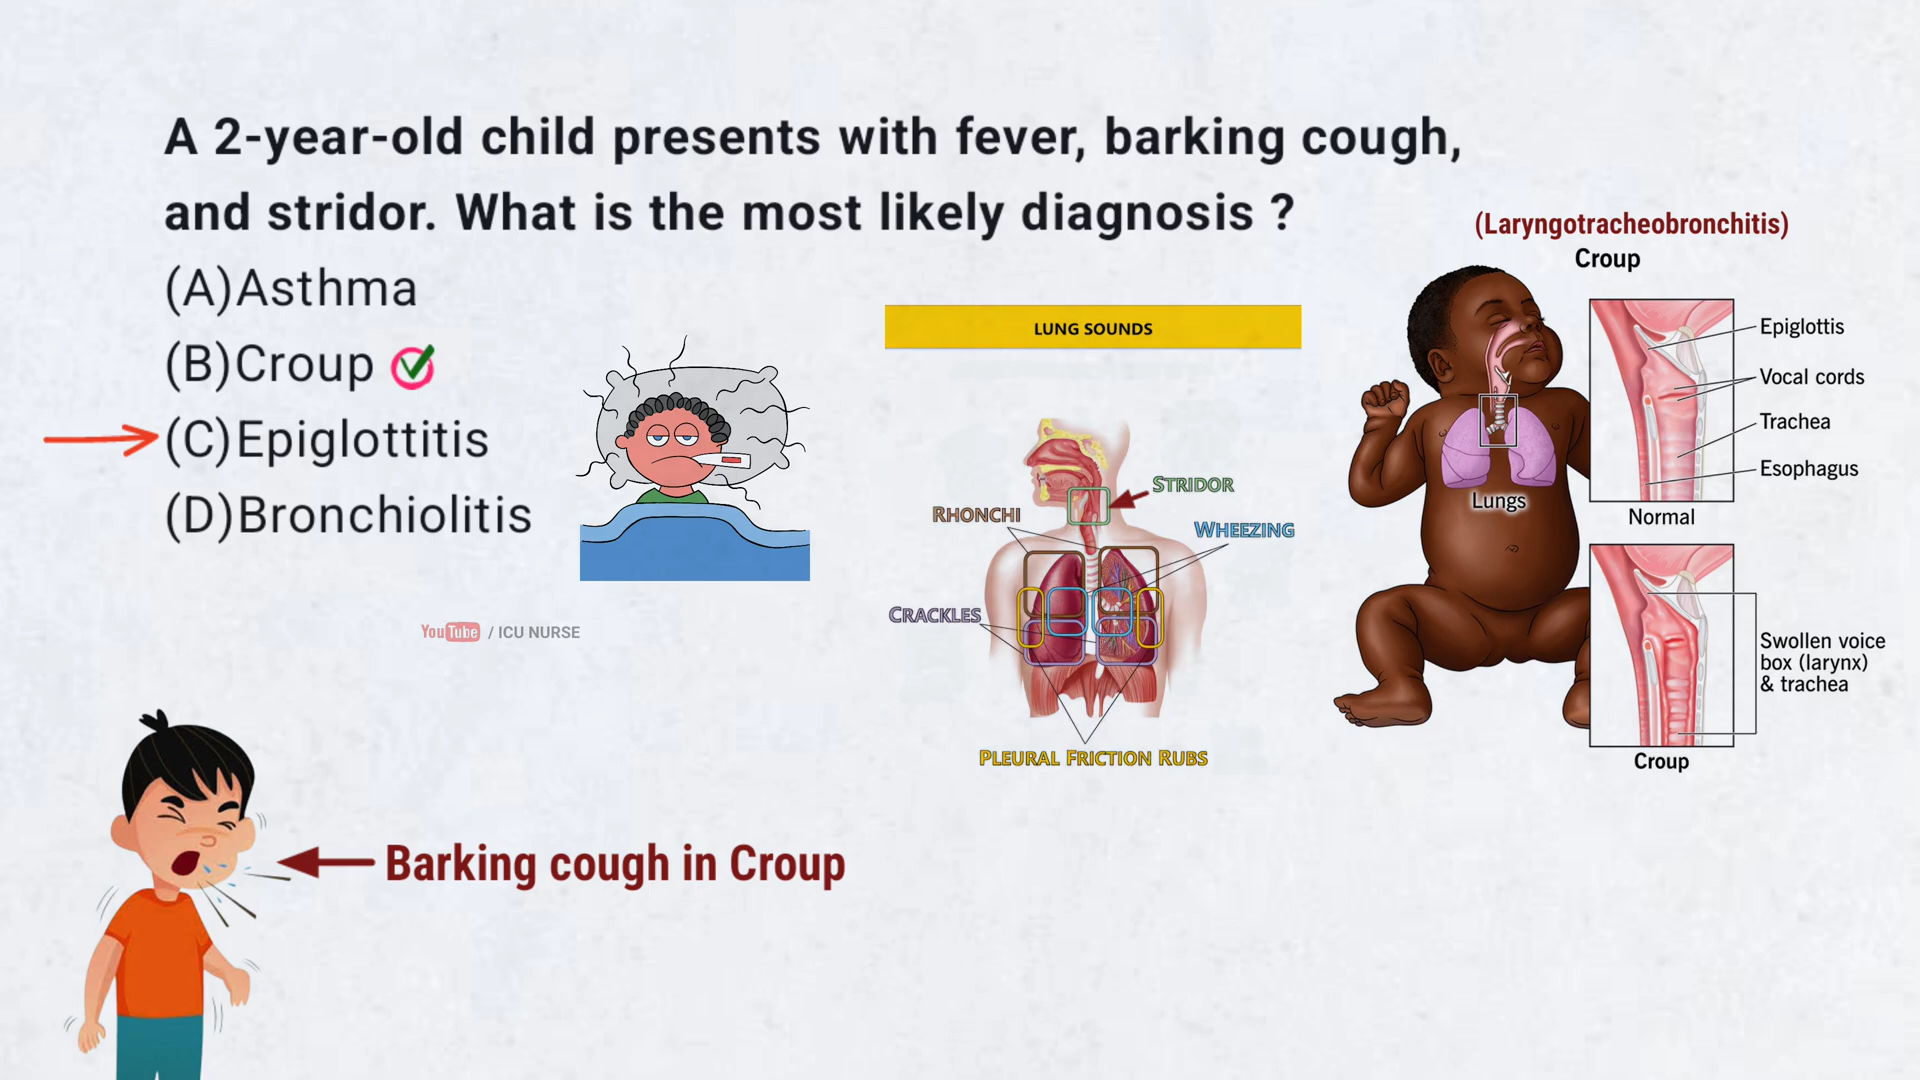 A 2-year-old child presents with fever, barking cough,
and stridor. What is the most likely diagnosis ?
(A)Asthma
(B)Croup
(C)Epiglottitis
(D)Bronchiolitis
YouTube / ICU NURSE
LUNG SOUNDS
STRIDOR
RHONCHI
WHEEZING
CRACKLES
PLEURAL FRICTION RUBS
(Laryngotracheobronchitis)
Croup
Epiglottis
Vocal cords
Trachea
Esophagus
Lungs
Normal
Swollen voice
box (larynx)
& trachea
Croup
Barking cough in Croup